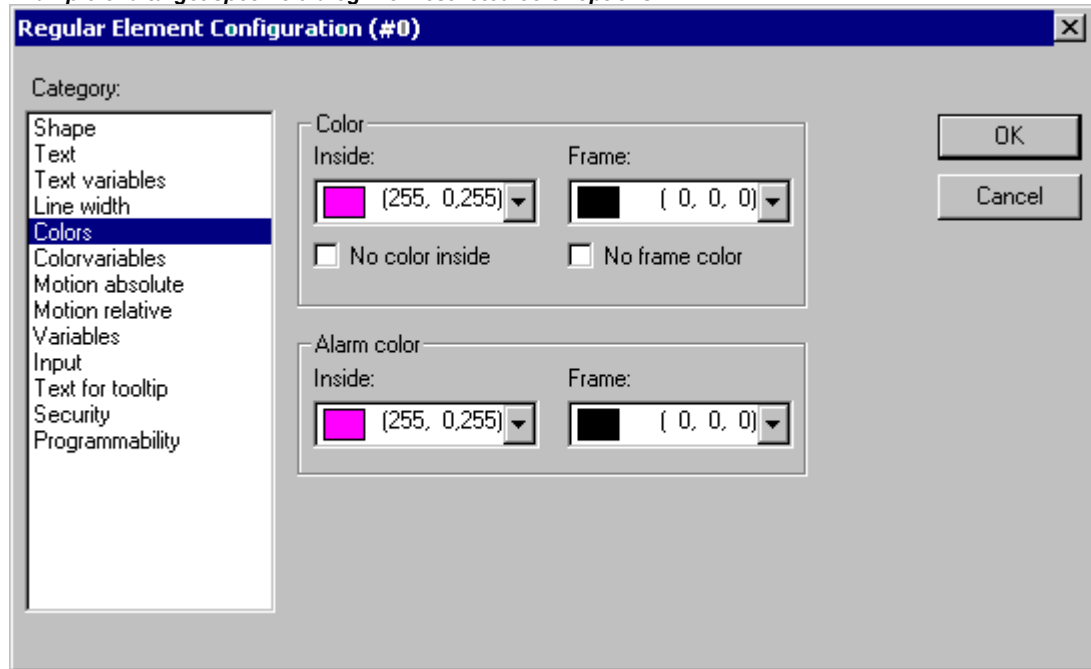 Regular Element Configuration (#0)
Category:
Shape
Text
Text variables
Line width
Colors
Colorvariables
Motion absolute
Motion relative
Variables
Input
Text for tooltip
Security
Programmability
Color
Inside:
Frame:
(255, 0,255)
( 0, 0, 0)
No color inside
No frame color
Alarm color
Inside:
Frame:
(255, 0,255)
( 0, 0, 0)
OK
Cancel